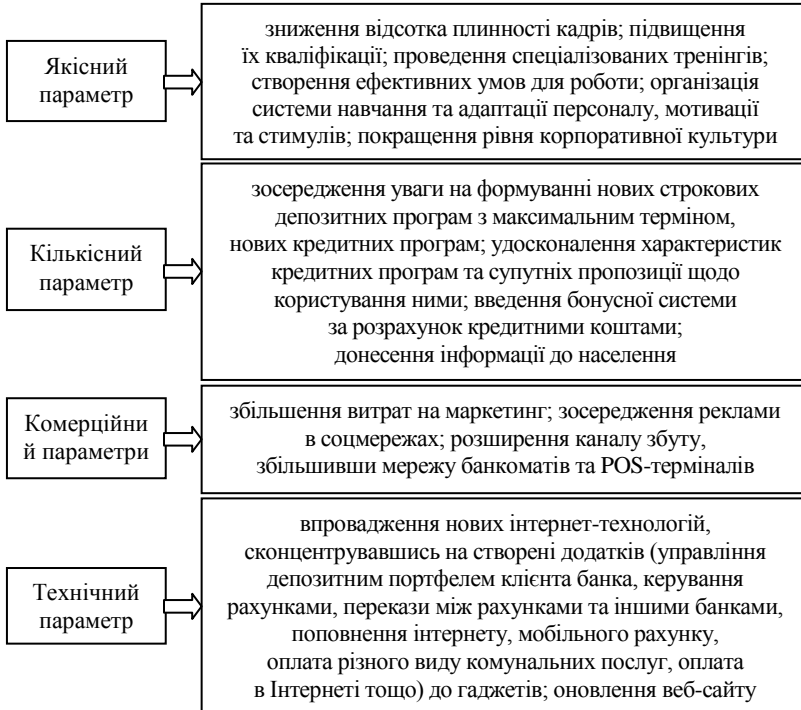 Якісний
параметр
зниження відсотка плинності кадрів; підвищення
їх кваліфікації; проведення спеціалізованих тренінгів;
створення ефективних умов для роботи; організація
системи навчання та адаптації персоналу, мотивації
та стимулів; покращення рівня корпоративної культури
Кількісний
параметр
зосередження уваги на формуванні нових строкових
депозитних програм з максимальним терміном,
нових кредитних програм; удосконалення характеристик
кредитних програм та супутніх пропозиції щодо
користування ними; введення бонусної системи
за розрахунок кредитними коштами;
донесення інформації до населення
Комерційни
й параметри
збільшення витрат на маркетинг; зосередження реклами
в соцмережах; розширення каналу збуту,
збільшивши мережу банкоматів та POS-терміналів
Технічний
параметр
впровадження нових інтернет-технологій,
сконцентрувавшись на створені додатків (управління
депозитним портфелем клієнта банка, керування
рахунками, перекази між рахунками та іншими банками,
поповнення інтернету, мобільного рахунку,
оплата різного виду комунальних послуг, оплата
в Інтернеті тощо) до гаджетів; оновлення веб-сайту